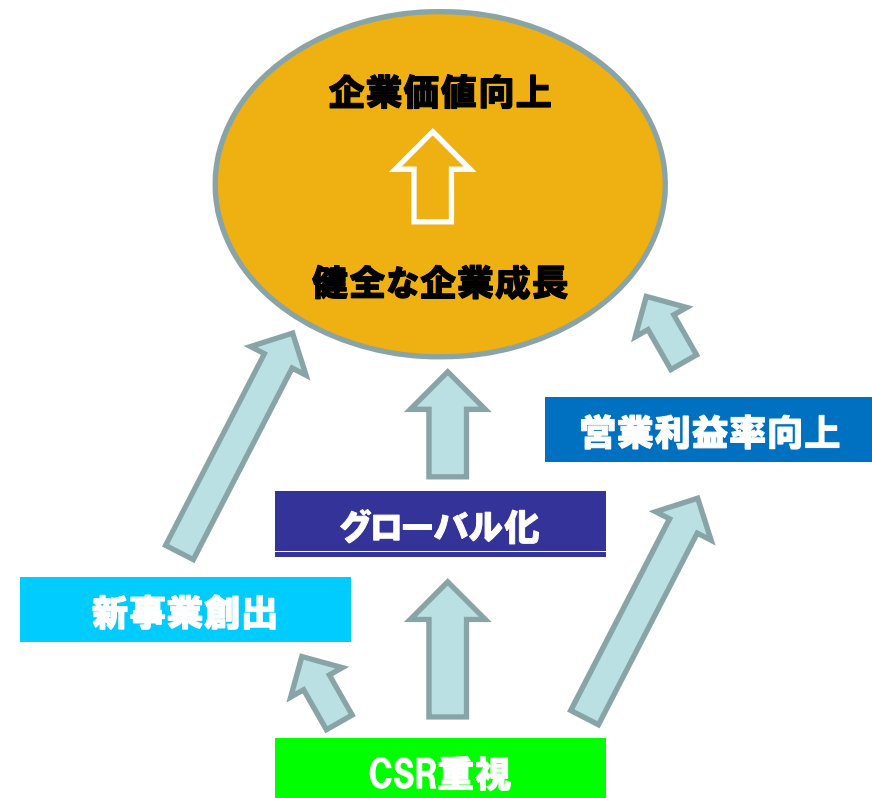 企業価値向上
健全な企業成長
営業利益率向上
グローバル化
新事業創出
CSR重視